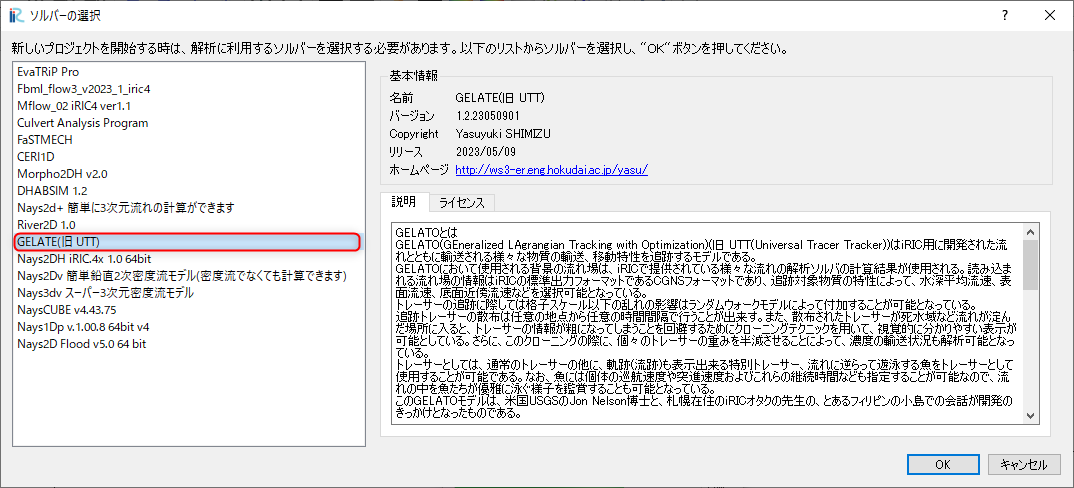 iRIC ソルバーの選択
新しいプロジェクトを開始する時は、解析に利用するソルバーを選択する必要があります。以下のリストからソルバーを選択し、“OK“ボタンを押してください。
EvaTRiP Pro
Fbml_flow3_v2023_1_iric4
Mflow_02 iRIC4 ver1.1
Culvert Analysis Program
FaSTMECH
CERI1D
Morpho2DH v2.0
DHABSIM 1.2
Nays2d+ 簡単に3次元流れの計算ができます
River2D 1.0
GELATE(旧 UTT)
Nays2DH iRIC.4x 1.0 64bit
Nays2Dv 簡単鉛直2次密度流モデル(密度流でなくても計算できます)
Nays3dv スーパー3次元密度流モデル
NaysCUBE v4.43.75
Nays1Dp v.1.00.8 64bit v4
Nays2D Flood v5.0 64 bit
基本情報
名前 GELATE(旧 UTT)
バージョン 1.2.23050901
Copyright Yasuyuki SHIMIZU
リリース 2023/05/09
ホームページ http://ws3-er.eng.hokudai.ac.jp/yasu/
説明 ライセンス
GELATOとは
GELATO(GEneralized LAgrangian Tracking with Optimization)(旧 UTT(Universal Tracer Tracker))はiRIC用に開発された流
れとともに輸送される様々な物質の輸送、移動特性を追跡するモデルである。
GELATOにおいて使用される背景の流れ場は、iRICで提供されている様々な流れの解析ソルバの計算結果が使用される。読み込ま
れる流れ場の情報はiRICの標準出力フォーマットであるCGNSフォーマットであり、追跡対象物質の特性によって、水深平均流速、表
面流速、底面近傍流速などを選択可能となっている。
トレーサーの追跡に際しては格子スケール以下の乱れの影響はランダムウォークモデルによって付加することが可能となっている。
追跡トレーサーの散布は任意の地点から任意の時間間隔で行うことが出来す。また、散布されたトレーサーが死水域など流れが淀ん
だ場所に入ると、トレーサーの情報が粗になってしまうことを回避するためにクローニングテクニックを用いて、視覚的に分かりやすい表示が
可能としている。さらに、このクローニングの際に、個々のトレーサーの重みを半減させることによって、濃度の輸送状況も解析可能となっ
ている。
トレーサーとしては、通常のトレーサーの他に、軌跡(流跡)も表示出来る特別トレーサー、流れに逆らって遊泳する魚をトレーサーとして
使用することが可能である。なお、魚には個体の巡航速度や突進速度およびこれらの継続時間なども指定することが可能なので、流
れの中を魚たちが優雅に泳ぐ様子を鑑賞することも可能となっている。
このGELATOモデルは、米国USGSのJon Nelson博士と、札幌在住のiRICオタクの先生の、とあるフィリピンの小島での会話が開発の
きっかけとなったものである。
OK キャンセル